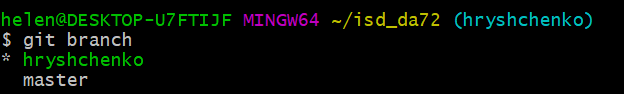 helen@DESKTOP-U7FTIJF MINGW64 ~/isd_da72 (hryshchenko)
$ git branch
* hryshchenko
  master